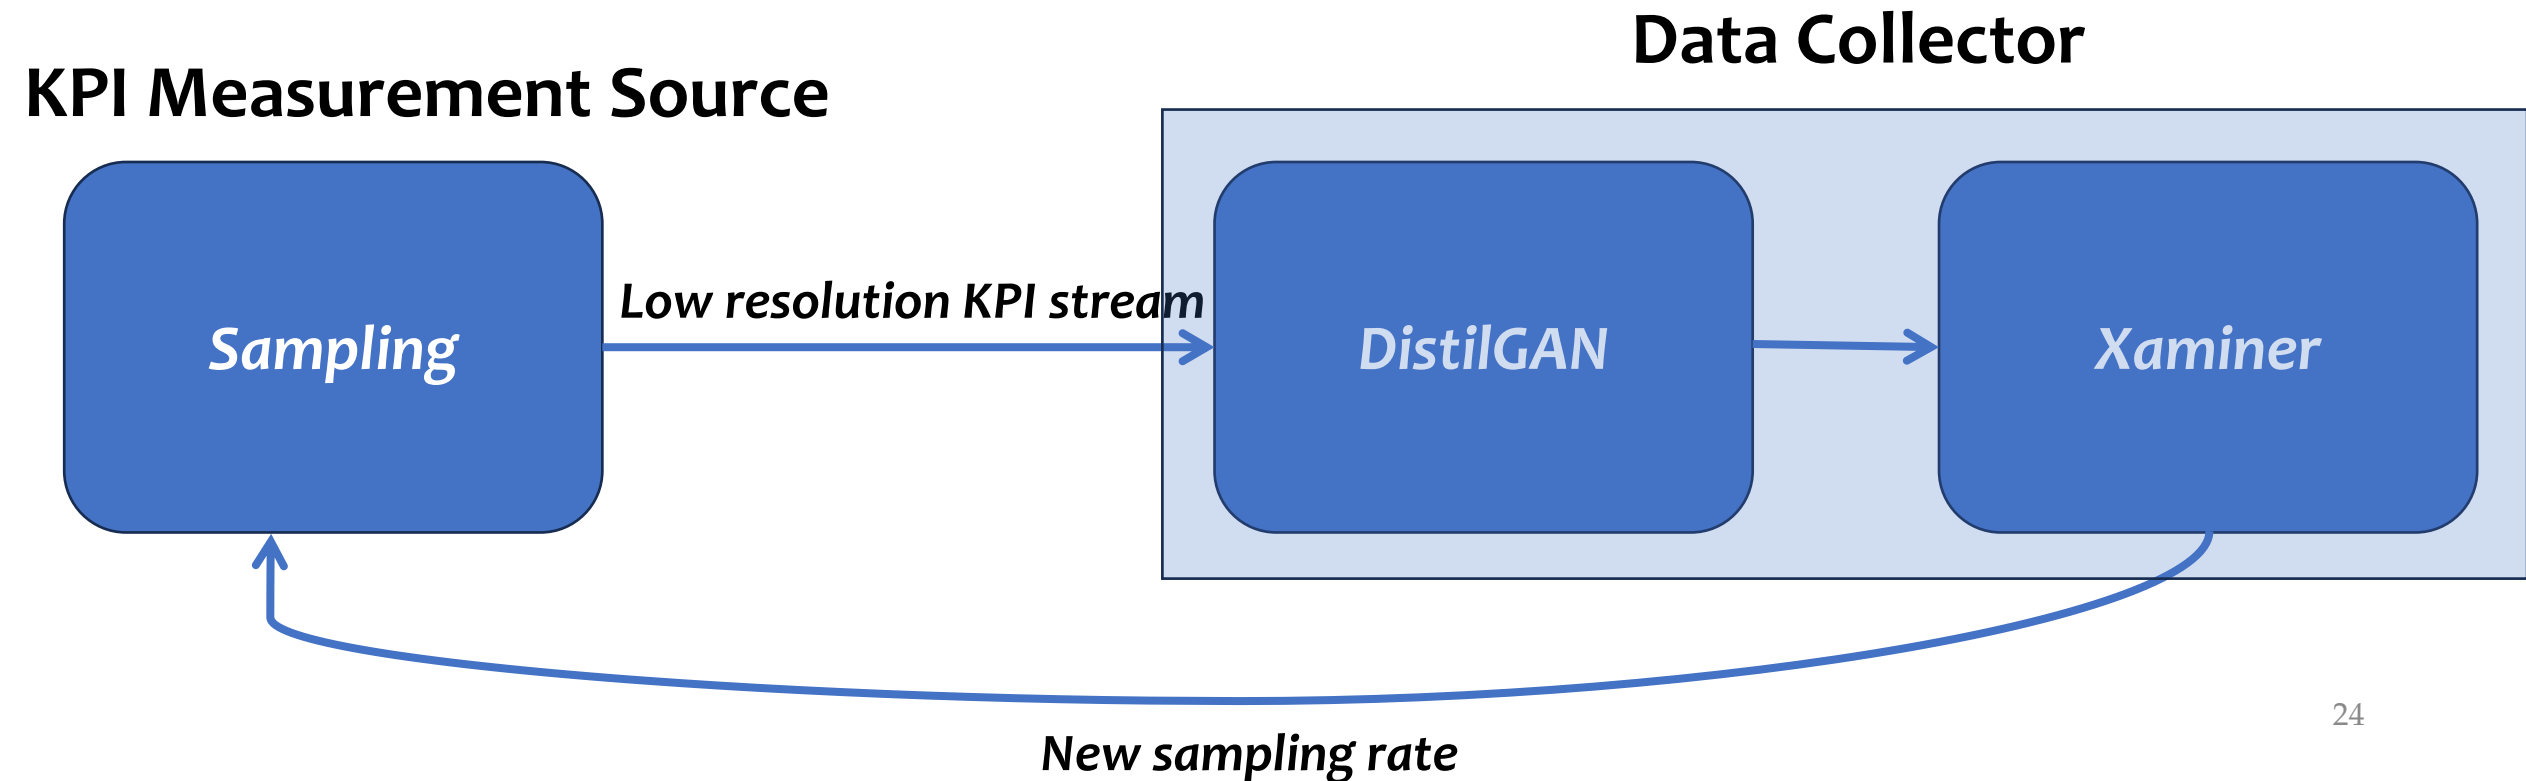 Data Collector
KPI Measurement Source
Low resolution KPI stream
Sampling
DistilGAN
Xaminer
24
New sampling rate